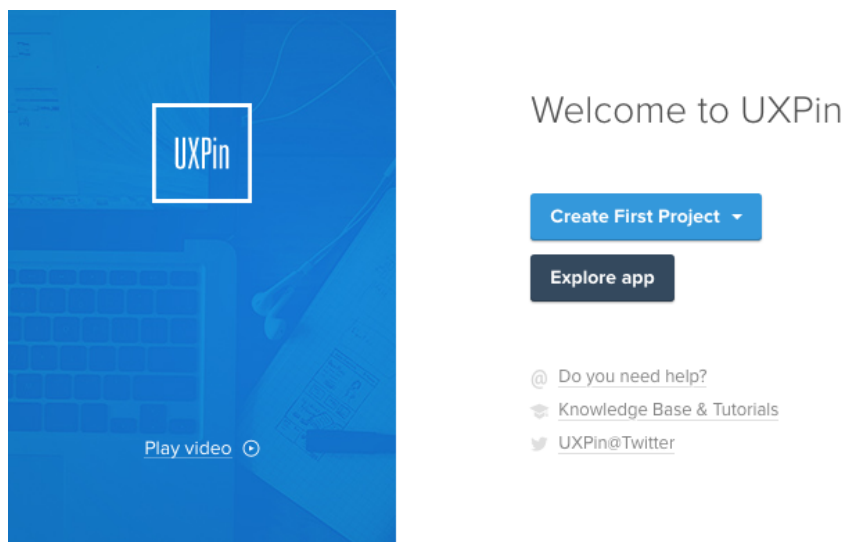 UXPin
Play video
Welcome to UXPin
Create First Project
Explore app
@ Do you need help?
Knowledge Base & Tutorials
UXPin@Twitter